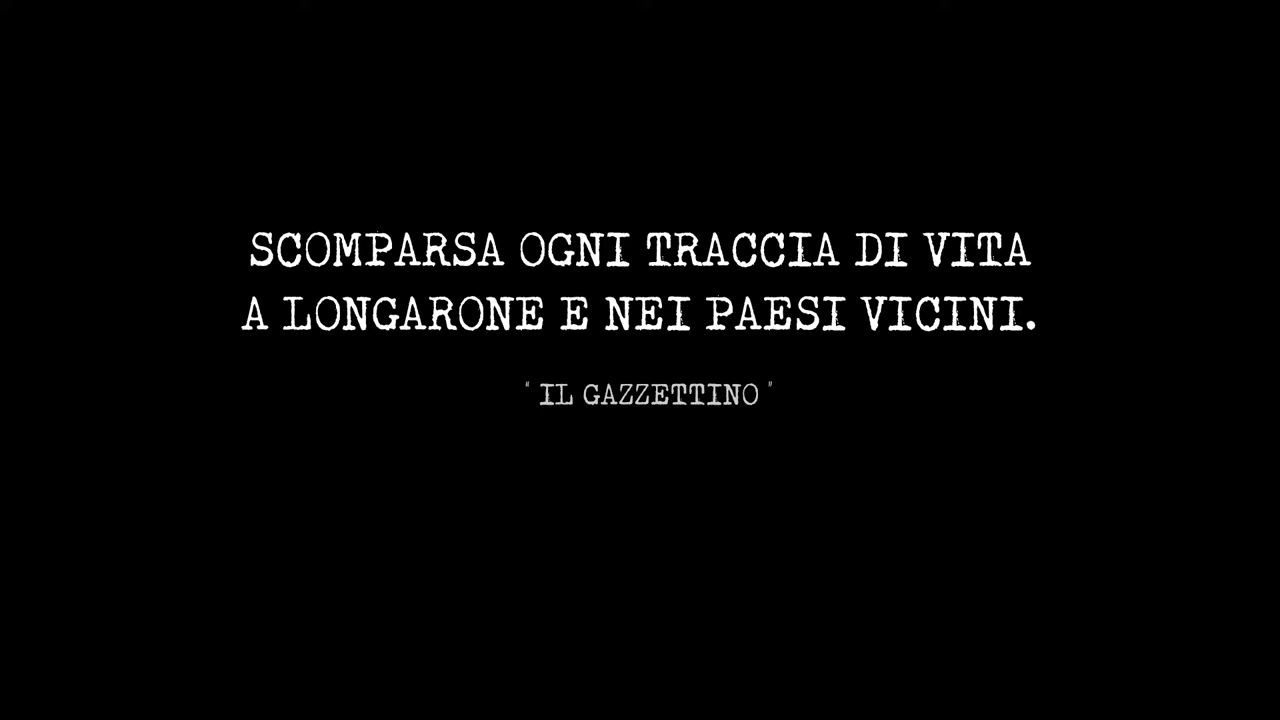 SCOMPARSA OGNI TRACCIA DI VITA
A LONGARONE E NEI PAESI VICINI.
" IL GAZZETTINO "